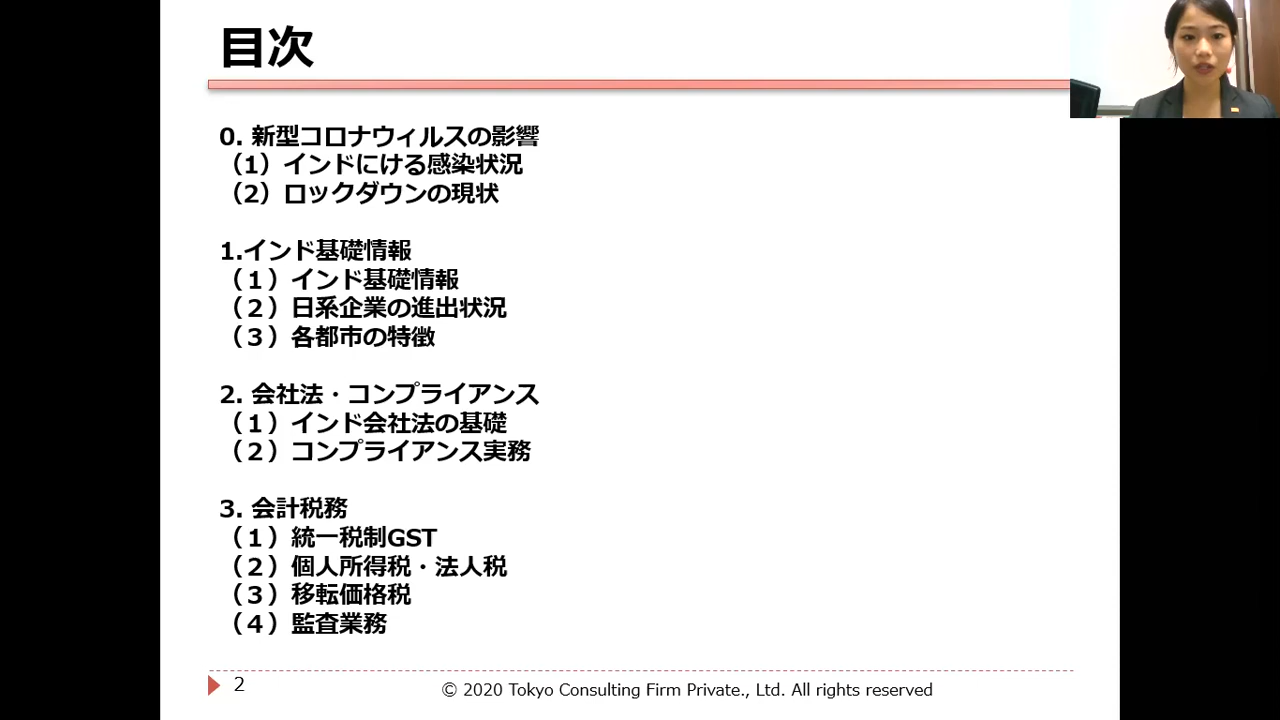 目次
0. 新型コロナウィルスの影響
（1）インドにける感染状況
（2）ロックダウンの現状
1.インド基礎情報
（１）インド基礎情報
（２）日系企業の進出状況
（３）各都市の特徴
2. 会社法・コンプライアンス
（１）インド会社法の基礎
（２）コンプライアンス実務
3. 会計税務
（１）統一税制GST
（２）個人所得税・法人税
（３）移転価格税
（４）監査業務
2
© 2020 Tokyo Consulting Firm Private., Ltd. All rights reserved